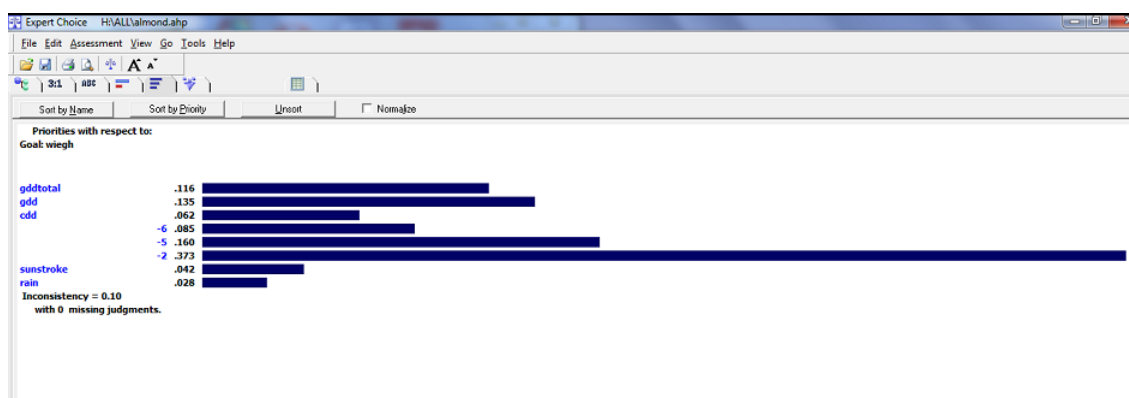 Expert Choice H:\ALL\almond.ahp
File Edit Assessment View Go Tools Help
A A
3:1 ABC
Sort by Name Sort by Priority Unsort Normalize
Priorities with respect to:
Goal: wiegh
gddtotal .116
gdd .135
cdd .062
-6 .085
-5 .160
-2 .373
sunstroke .042
rain .028
Inconsistency = 0.10
with 0 missing judgments.